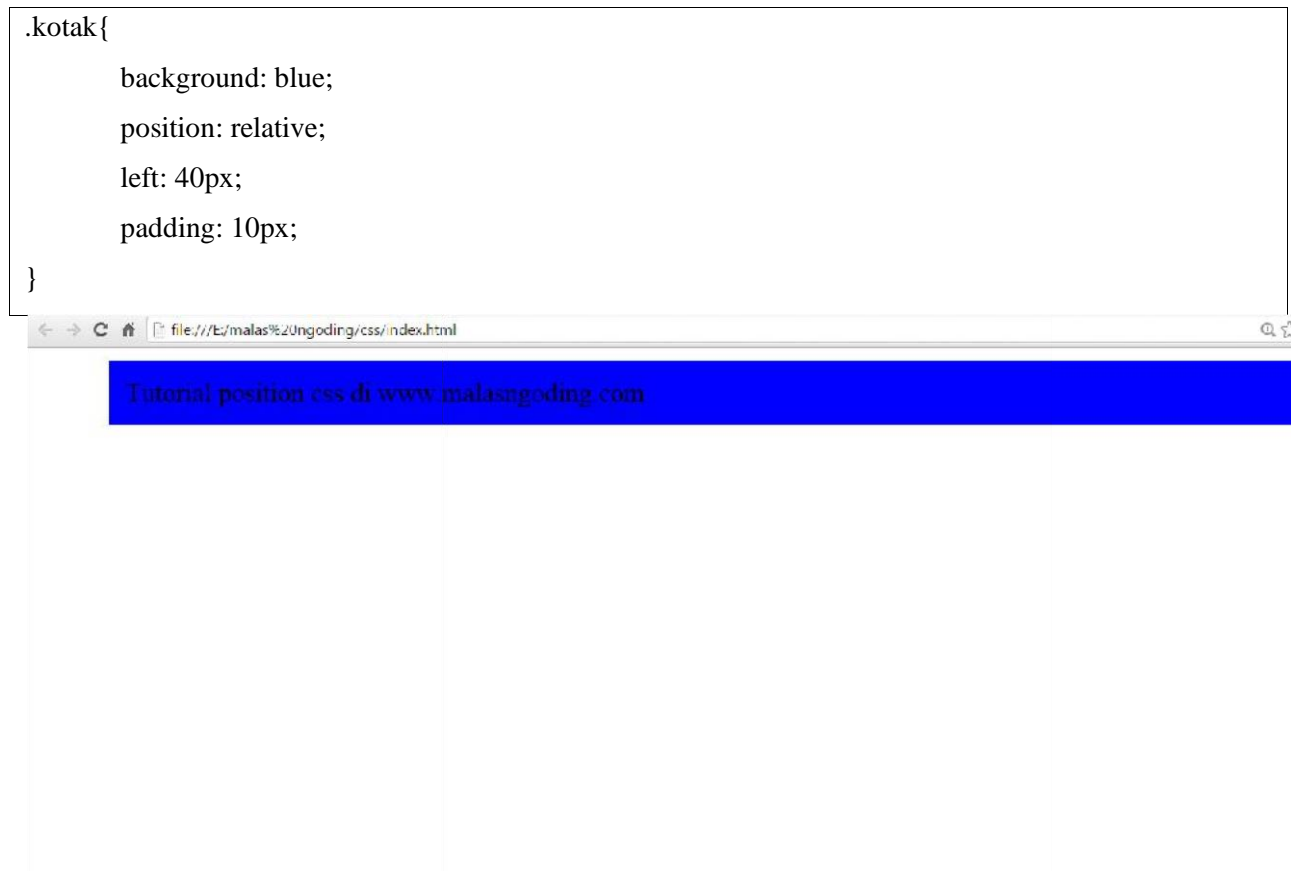 .kotak{
background: blue;
position: relative;
left: 40px;
padding: 10px;
}
file:///E:/malas%20ngoding/css/index.html
Tutorial position css di www.malasngoding.com